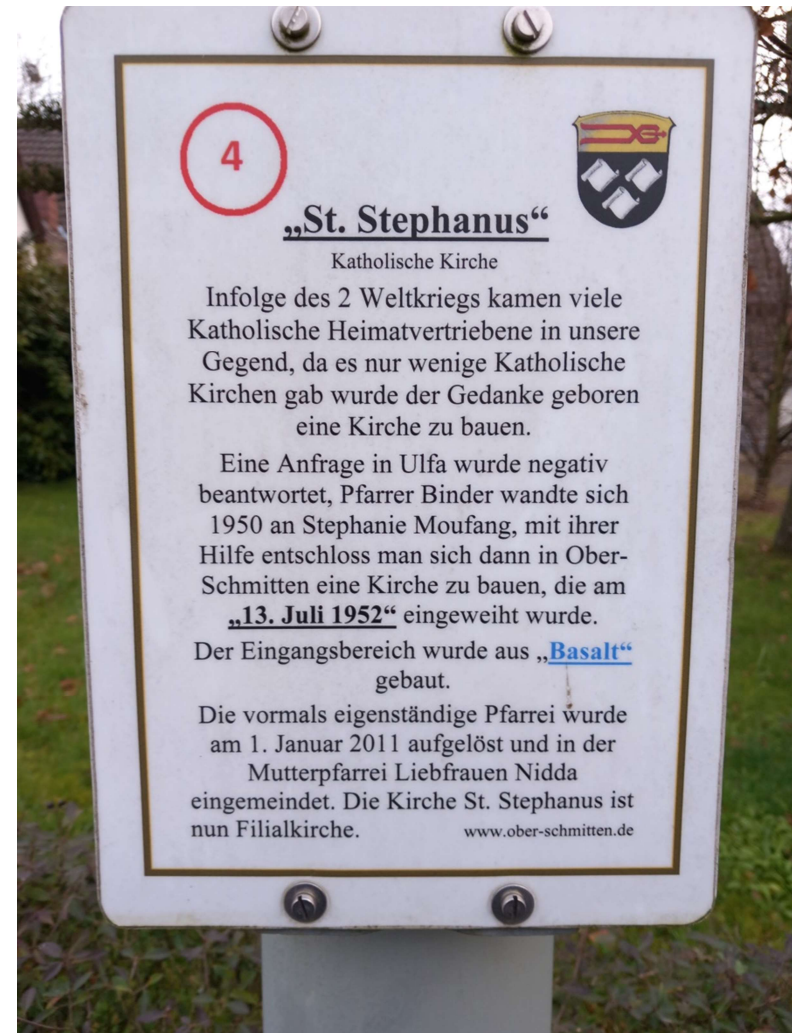 4
„St. Stephanus“
Katholische Kirche
Infolge des 2 Weltkriegs kamen viele
Katholische Heimatvertriebene in unsere
Gegend, da es nur wenige Katholische
Kirchen gab wurde der Gedanke geboren
eine Kirche zu bauen.
Eine Anfrage in Ulfa wurde negativ
beantwortet, Pfarrer Binder wandte sich
1950 an Stephanie Moufang, mit ihrer
Hilfe entschloss man sich dann in Ober-
Schmitten eine Kirche zu bauen, die am
„13. Juli 1952“ eingeweiht wurde.
Der Eingangsbereich wurde aus „Basalt“
gebaut.
Die vormals eigenständige Pfarrei wurde
am 1. Januar 2011 aufgelöst und in der
Mutterpfarrei Liebfrauen Nidda
eingemeindet. Die Kirche St. Stephanus ist
nun Filialkirche. www.ober-schmitten.de